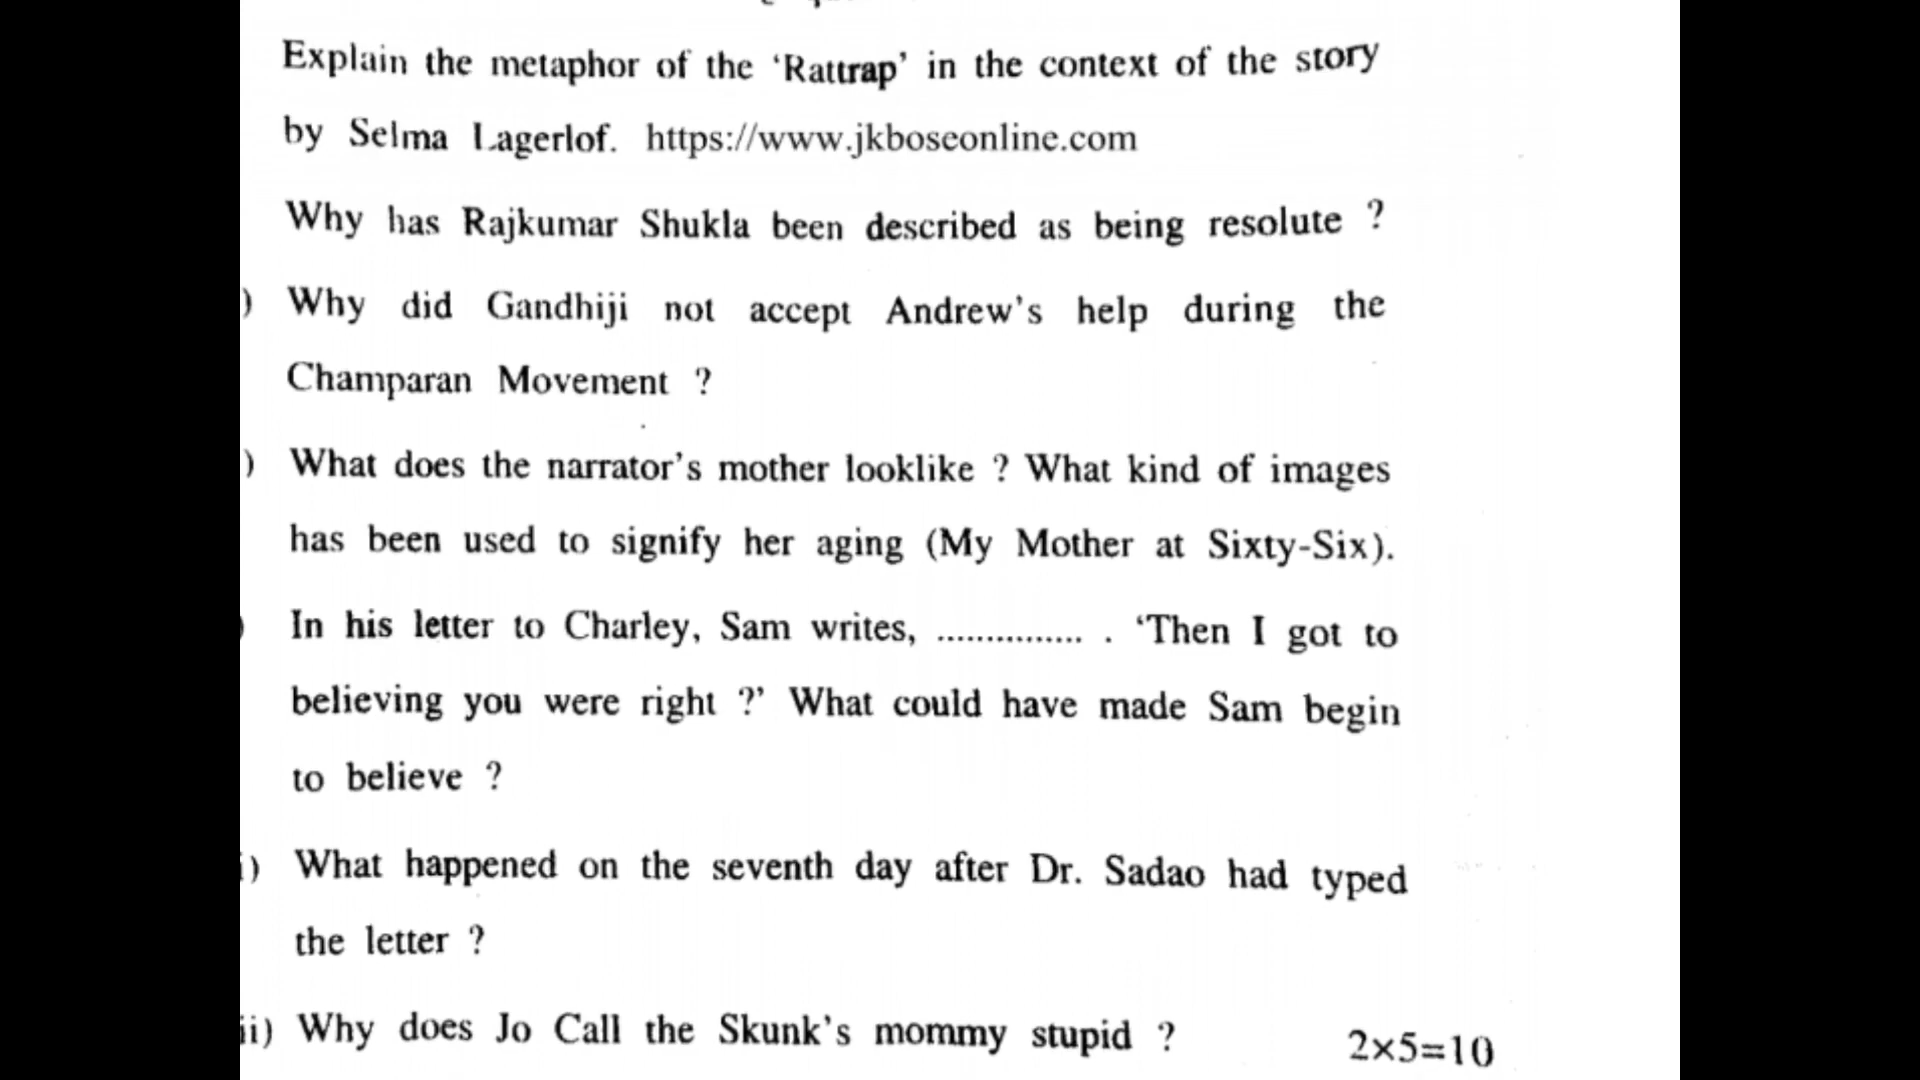 Explain the metaphor of the 'Rattrap' in the context of the story
by Selma Lagerlof. https://www.jkboseonline.com
Why has Rajkumar Shukla been described as being resolute ?
) Why did Gandhiji not accept Andrew's help during the
Champaran Movement ?
) What does the narrator's mother looklike ? What kind of images
has been used to signify her aging (My Mother at Sixty-Six).
) In his letter to Charley, Sam writes, ............... . 'Then I got to
believing you were right ?' What could have made Sam begin
to believe ?
i) What happened on the seventh day after Dr. Sadao had typed
the letter ?
ii) Why does Jo Call the Skunk's mommy stupid ? 2×5=10